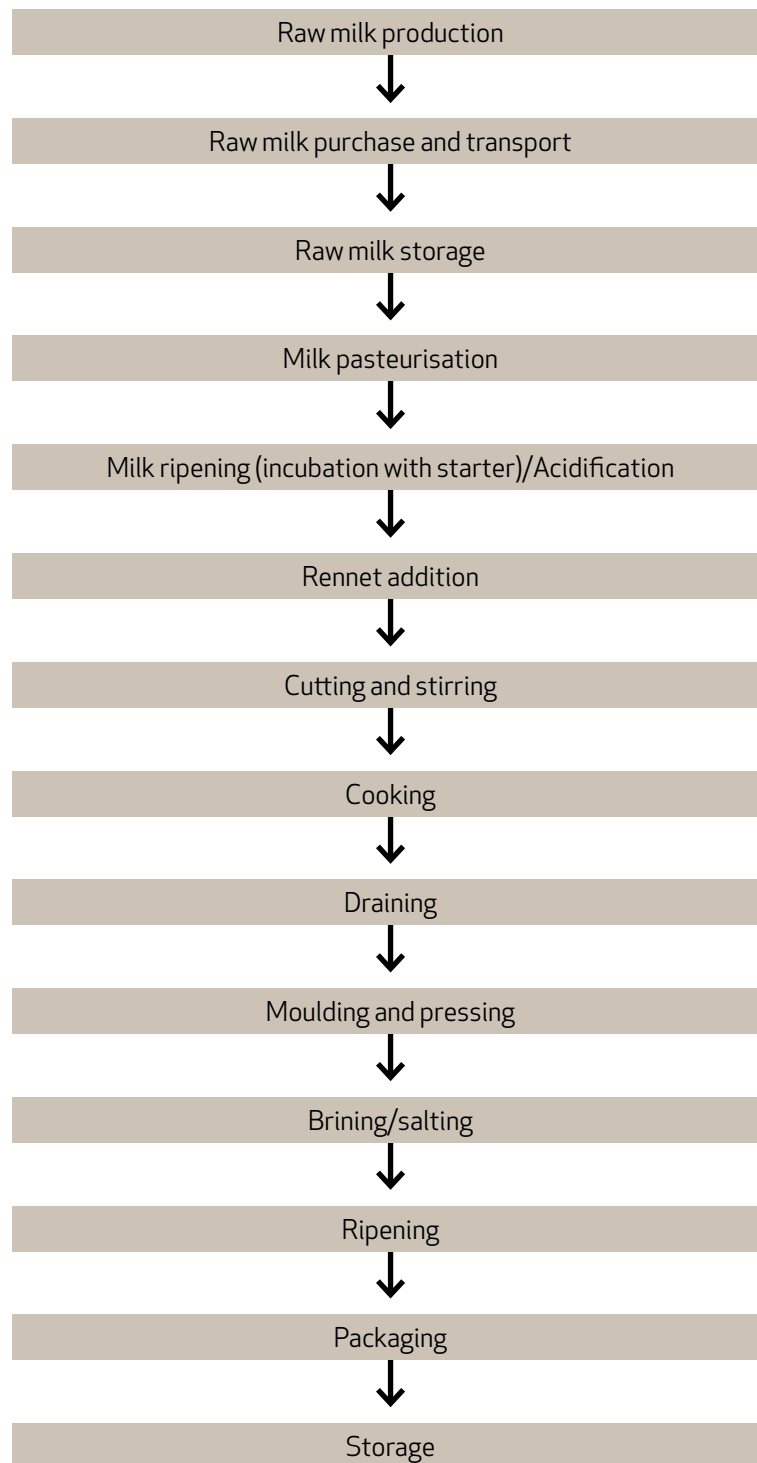 Raw milk production
Raw milk purchase and transport
Raw milk storage
Milk pasteurisation
Milk ripening (incubation with starter)/Acidification
Rennet addition
Cutting and stirring
Cooking
Draining
Moulding and pressing
Brining/salting
Ripening
Packaging
Storage